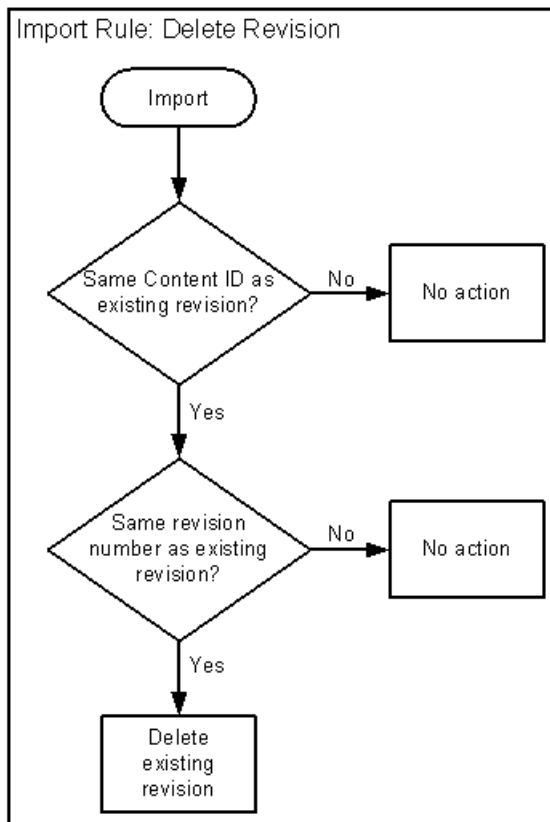 Import Rule: Delete Revision
Import
Same Content ID as
existing revision?
No
No action
Yes
Same revision
number as existing
revision?
No
No action
Yes
Delete
existing
revision